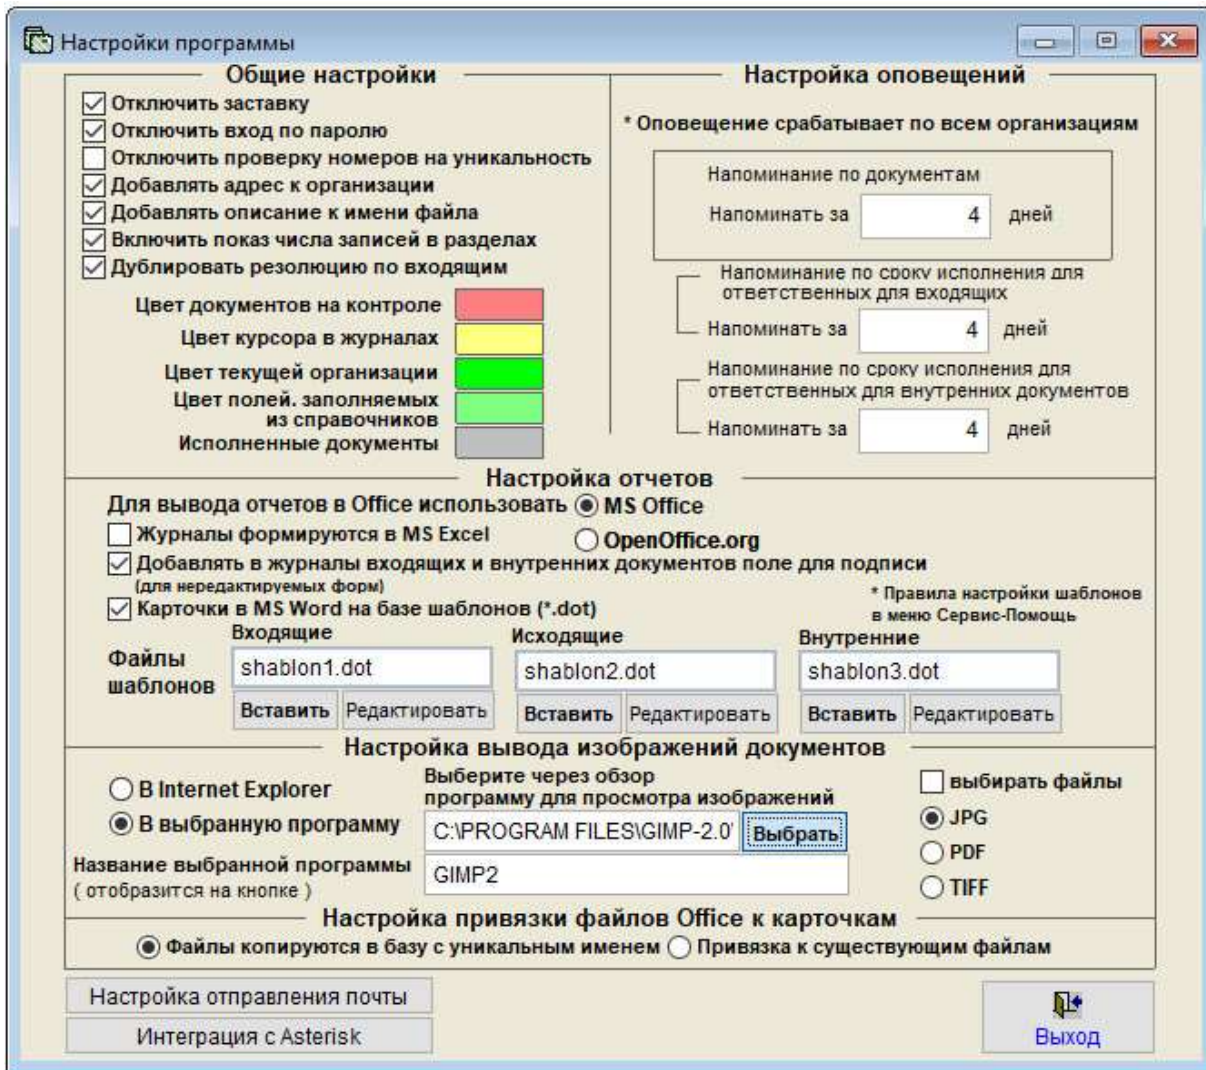 Настройки программы
Общие настройки
Отключить заставку
Отключить вход по паролю
Отключить проверку номеров на уникальность
Добавлять адрес к организации
Добавлять описание к имени файла
Включить показ числа записей в разделах
Дублировать резолюцию по входящим
Цвет документов на контроле
Цвет курсора в журналах
Цвет текущей организации
Цвет полей. заполняемых
из справочников
Исполненные документы
Настройка оповещений
* Оповещение срабатывает по всем организациям
Напоминание по документам
Напоминать за 4 дней
Напоминание по сроку исполнения для
ответственных для входящих
Напоминать за 4 дней
Напоминание по сроку исполнения для
ответственных для внутренних документов
Напоминать за 4 дней
Настройка отчетов
Для вывода отчетов в Office использовать MS Office
Журналы формируются в MS Excel OpenOffice.org
Добавлять в журналы входящих и внутренних документов поле для подписи
(для нередактируемых форм)
Карточки в MS Word на базе шаблонов (*.dot)
* Правила настройки шаблонов
в меню Сервис-Помощь
Входящие Исходящие Внутренние
Файлы
шаблонов
shablon1.dot shablon2.dot shablon3.dot
Вставить Редактировать Вставить Редактировать Вставить Редактировать
Настройка вывода изображений документов
В Internet Explorer
В выбранную программу
Выберите через обзор
программу для просмотра изображений
C:\PROGRAM FILES\GIMP-2.0\ Выбрать
Название выбранной программы
( отобразится на кнопке )
GIMP2
выбирать файлы
JPG
PDF
TIFF
Настройка привязки файлов Office к карточкам
Файлы копируются в базу с уникальным именем Привязка к существующим файлам
Настройка отправления почты
Интеграция с Asterisk
Выход